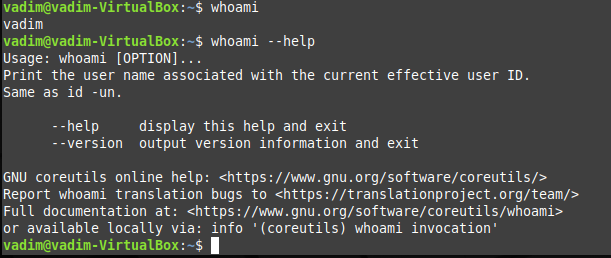 vadim@vadim-VirtualBox:~$ whoami
vadim
vadim@vadim-VirtualBox:~$ whoami --help
Usage: whoami [OPTION]...
Print the user name associated with the current effective user ID.
Same as id -un.

      --help     display this help and exit
      --version  output version information and exit

GNU coreutils online help: <https://www.gnu.org/software/coreutils/>
Report whoami translation bugs to <https://translationproject.org/team/>
Full documentation at: <https://www.gnu.org/software/coreutils/whoami>
or available locally via: info '(coreutils) whoami invocation'
vadim@vadim-VirtualBox:~$